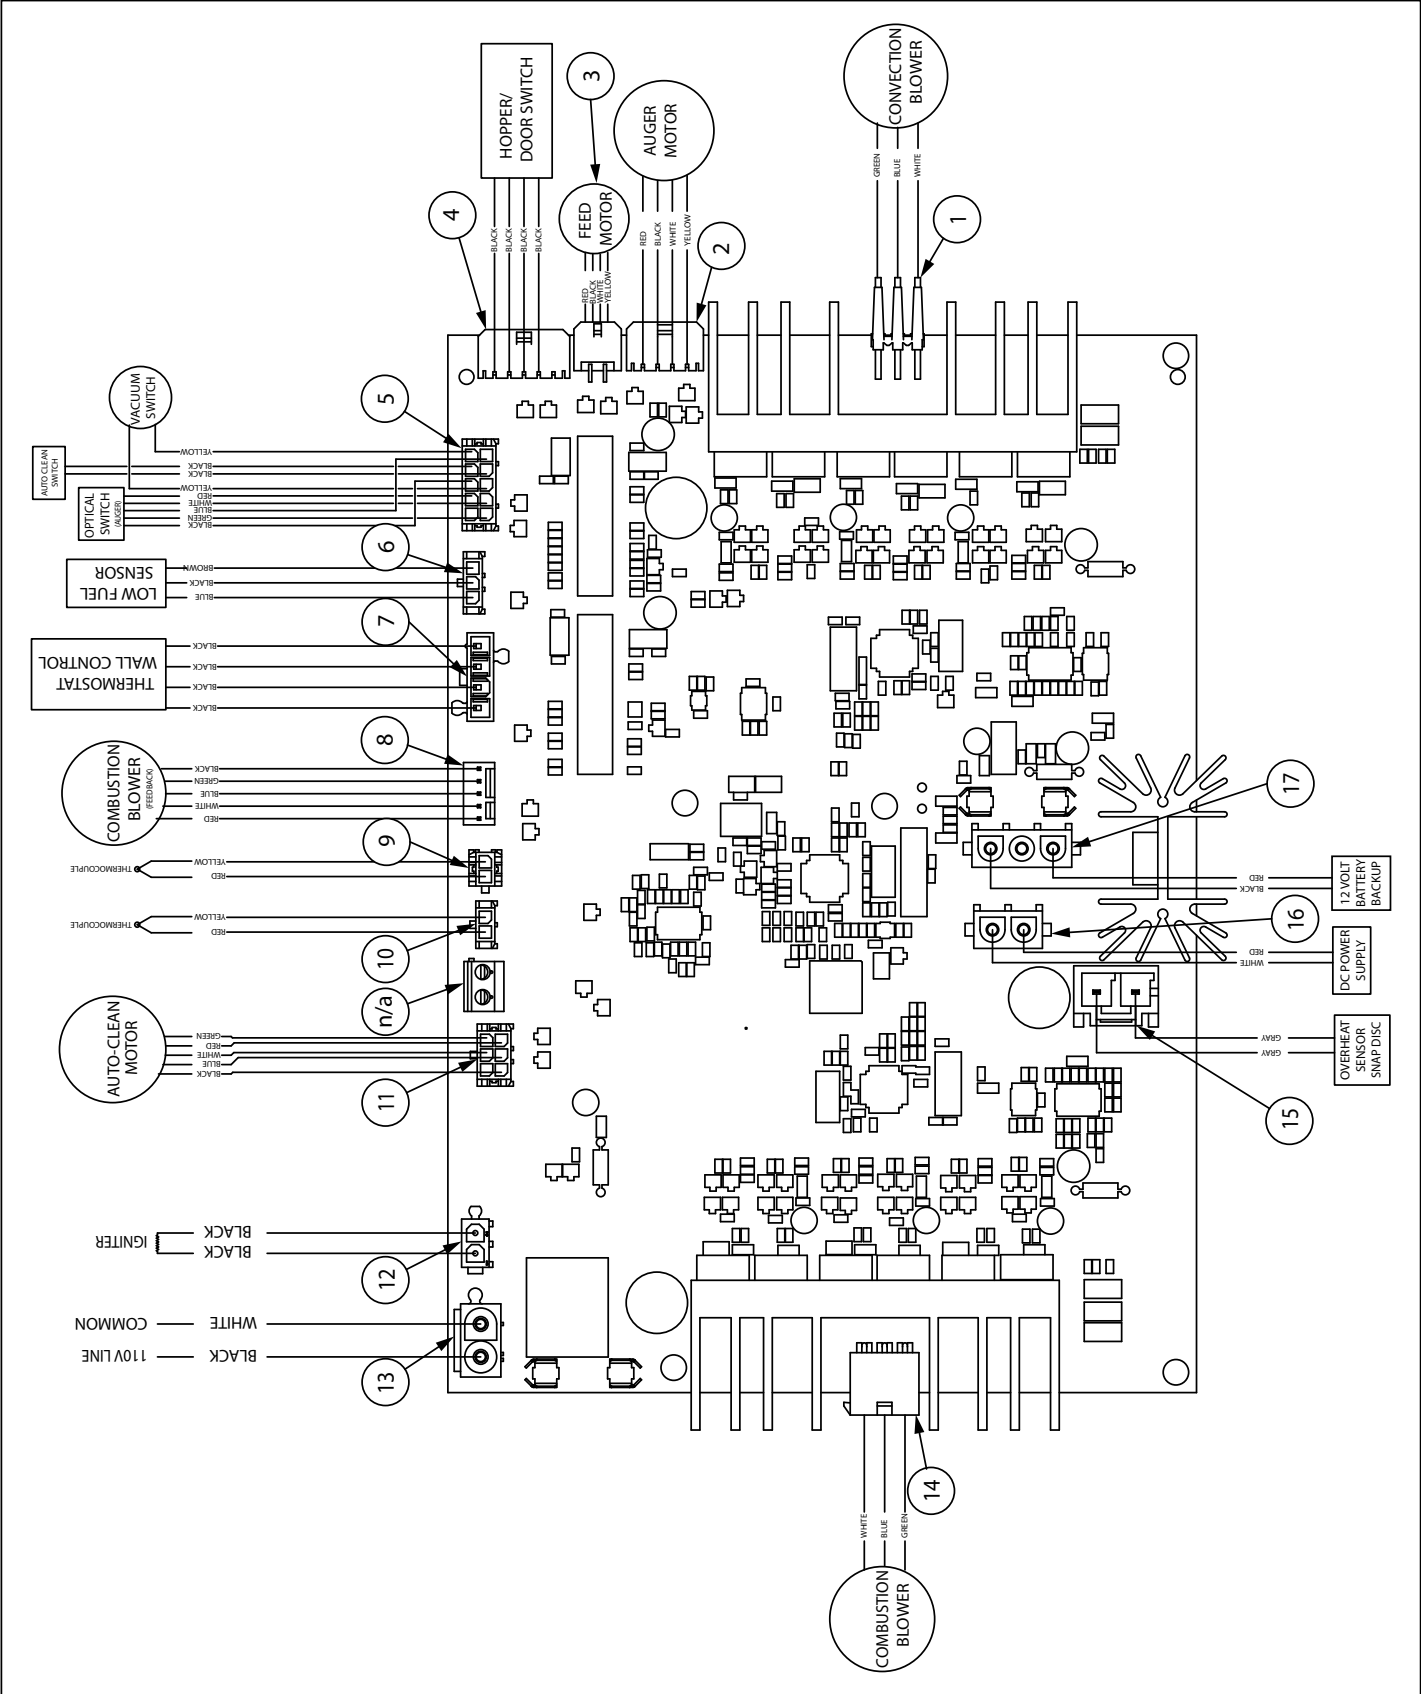 HOPPER/
DOOR SWITCH
BLACK
BLACK
BLACK
BLACK
4
3
FEED
MOTOR
RED
BLACK
WHITE
YELLOW
AUGER
MOTOR
RED
BLACK
WHITE
YELLOW
2
CONVECTION
BLOWER
GREEN
BLUE
WHITE
1
VACUUM
SWITCH
AUTO CLEAN
SWITCH
OPTICAL
SWITCH
(AUGER)
YELLOW
BLACK
BLACK
YELLOW
RED
WHITE
BLUE
GREEN
BLACK
5
LOW FUEL
SENSOR
BROWN
BLACK
BLUE
6
THERMOSTAT
WALL CONTROL
BLACK
BLACK
BLACK
BLACK
7
COMBUSTION
BLOWER
(FEEDBACK)
BLACK
GREEN
BLUE
WHITE
RED
8
THERMOCOUPLE
YELLOW
RED
9
THERMOCOUPLE
YELLOW
RED
10
n/a
AUTO-CLEAN
MOTOR
GREEN
RED
WHITE
BLUE
BLACK
11
IGNITER
BLACK
BLACK
12
COMMON
WHITE
110V LINE
BLACK
13
COMBUSTION
BLOWER
WHITE
BLUE
GREEN
14
OVERHEAT
SENSOR
SNAP DISC
GRAY
GRAY
15
DC POWER
SUPPLY
RED
WHITE
16
12 VOLT
BATTERY
BACKUP
RED
BLACK
17